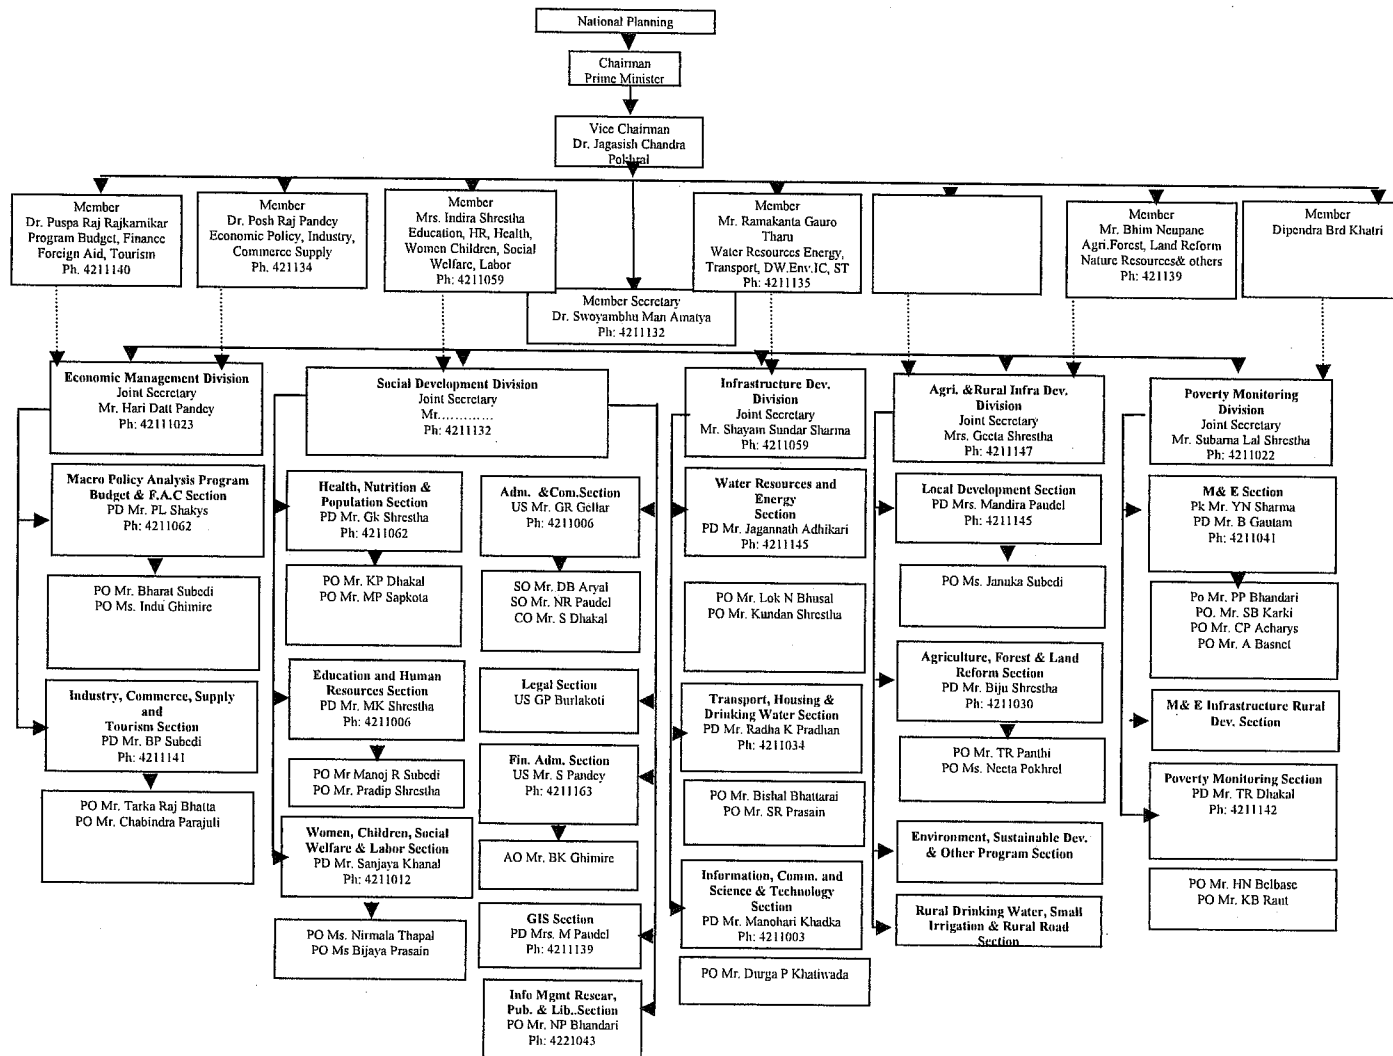 National Planning
Chairman
Prime Minister
Vice Chairman
Dr. Jagasish Chandra
Pokhral
Member
Dr. Puspa Raj Rajkarnikar
Program Budget, Finance
Foreign Aid, Tourism
Ph. 4211140
Member
Dr. Posh Raj Pandey
Economic Policy, Industry,
Commerce Supply
Ph. 421134
Member
Mrs. Indira Shrestha
Education, HR, Health,
Women Children, Social
Welfare, Labor
Ph: 4211059
Member
Mr. Ramakanta Gauro
Tharu
Water Resources Energy,
Transport, DW.Env.IC, ST
Ph: 4211135
Member
Mr. Bhim Neupane
Agri.Forest, Land Reform
Nature Resources& others
Ph: 421139
Member
Dipendra Brd Khatri
Member Secretary
Dr. Swoyambhu Man Amatya
Ph: 4211132
Economic Management Division
Joint Secretary
Mr. Hari Datt Pandey
Ph: 42111023
Macro Policy Analysis Program
Budget & F.A.C Section
PD Mr. PL Shakys
Ph: 4211062
PO Mr. Bharat Subedi
PO Ms. Indu Ghimire
Industry, Commerce, Supply
and
Tourism Section
PD Mr. BP Subedi
Ph: 4211141
PO Mr. Tarka Raj Bhatta
PO Mr. Chabindra Parajuli
Social Development Division
Joint Secretary
Mr............
Ph: 4211132
Health, Nutrition &
Population Section
PD Mr. Gk Shrestha
Ph: 4211062
PO Mr. KP Dhakal
PO Mr. MP Sapkota
Education and Human
Resources Section
PD Mr. MK Shrestha
Ph: 4211006
PO Mr Manoj R Subedi
PO Mr. Pradip Shrestha
Women, Children, Social
Welfare & Labor Section
PD Mr. Sanjaya Khanal
Ph: 4211012
PO Ms. Nirmala Thapal
PO Ms Bijaya Prasain
Adm. &Com.Section
US Mr. GR Gellar
Ph: 4211006
SO Mr. DB Aryal
SO Mr. NR Paudel
CO Mr. S Dhakal
Legal Section
US GP Burlakoti
Fin. Adm. Section
US Mr. S Pandey
Ph: 4211163
AO Mr. BK Ghimire
GIS Section
PD Mrs. M Paudel
Ph: 4211139
Info Mgmt Resear,
Pub. & Lib..Section
PO Mr. NP Bhandari
Ph: 4221043
Infrastructure Dev.
Division
Joint Secretary
Mr. Shayam Sundar Sharma
Ph: 4211059
Water Resources and
Energy
Section
PD Mr. Jagannath Adhikari
Ph: 4211145
PO Mr. Lok N Bhusal
PO Mr. Kundan Shrestha
Transport, Housing &
Drinking Water Section
PD Mr. Radha K Pradhan
Ph: 4211034
PO Mr. Bishal Bhattarai
PO Mr. SR Prasain
Information, Comm. and
Science & Technology
Section
PD Mr. Manohari Khadka
Ph: 4211003
PO Mr. Durga P Khatiwada
Agri. &Rural Infra Dev.
Division
Joint Secretary
Mrs. Geeta Shrestha
Ph: 4211147
Local Development Section
PD Mrs. Mandira Paudel
Ph: 4211145
PO Ms. Januka Subedi
Agriculture, Forest & Land
Reform Section
PD Mr. Biju Shrestha
Ph: 4211030
PO Mr. TR Panthi
PO Ms. Neeta Pokhrel
Environment, Sustainable Dev.
& Other Program Section
Rural Drinking Water, Small
Irrigation & Rural Road
Section
Poverty Monitoring
Division
Joint Secretary
Mr. Subarna Lal Shrestha
Ph: 4211022
M& E Section
Pk Mr. YN Sharma
PD Mr. B Gautam
Ph: 4211041
Po Mr. PP Bhandari
PO. Mr. SB Karki
PO Mr. CP Acharys
PO Mr. A Basnet
M& E Infrastructure Rural
Dev. Section
Poverty Monitoring Section
PD Mr. TR Dhakal
Ph: 4211142
PO Mr. HN Belbase
PO Mr. KB Raut